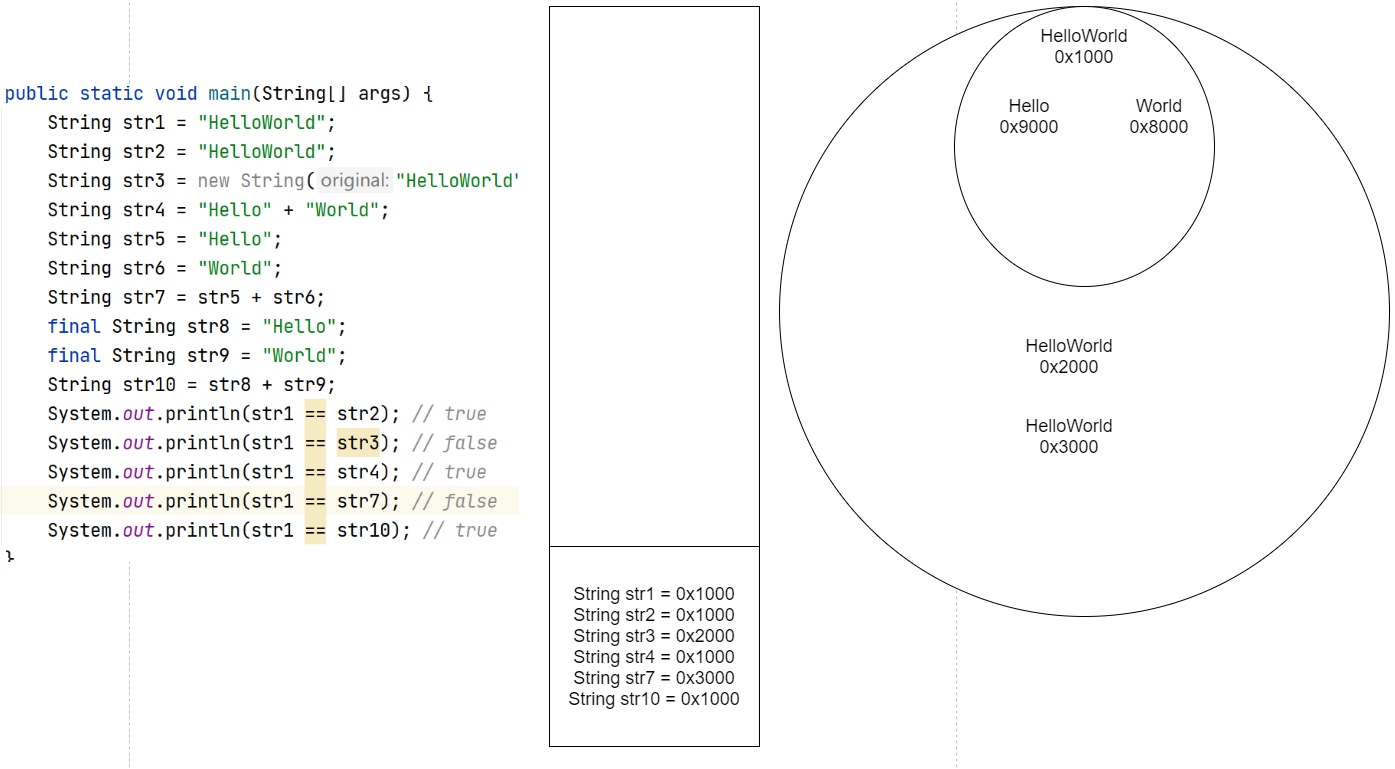 public static void main(String[] args) {
    String str1 = "HelloWorld";
    String str2 = "HelloWorld";
    String str3 = new String( original: "HelloWorld"
    String str4 = "Hello" + "World";
    String str5 = "Hello";
    String str6 = "World";
    String str7 = str5 + str6;
    final String str8 = "Hello";
    final String str9 = "World";
    String str10 = str8 + str9;
    System.out.println(str1 == str2); // true
    System.out.println(str1 == str3); // false
    System.out.println(str1 == str4); // true
    System.out.println(str1 == str7); // false
    System.out.println(str1 == str10); // true
}
String str1 = 0x1000
String str2 = 0x1000
String str3 = 0x2000
String str4 = 0x1000
String str7 = 0x3000
String str10 = 0x1000
HelloWorld
0x1000
Hello
0x9000
World
0x8000
HelloWorld
0x2000
HelloWorld
0x3000